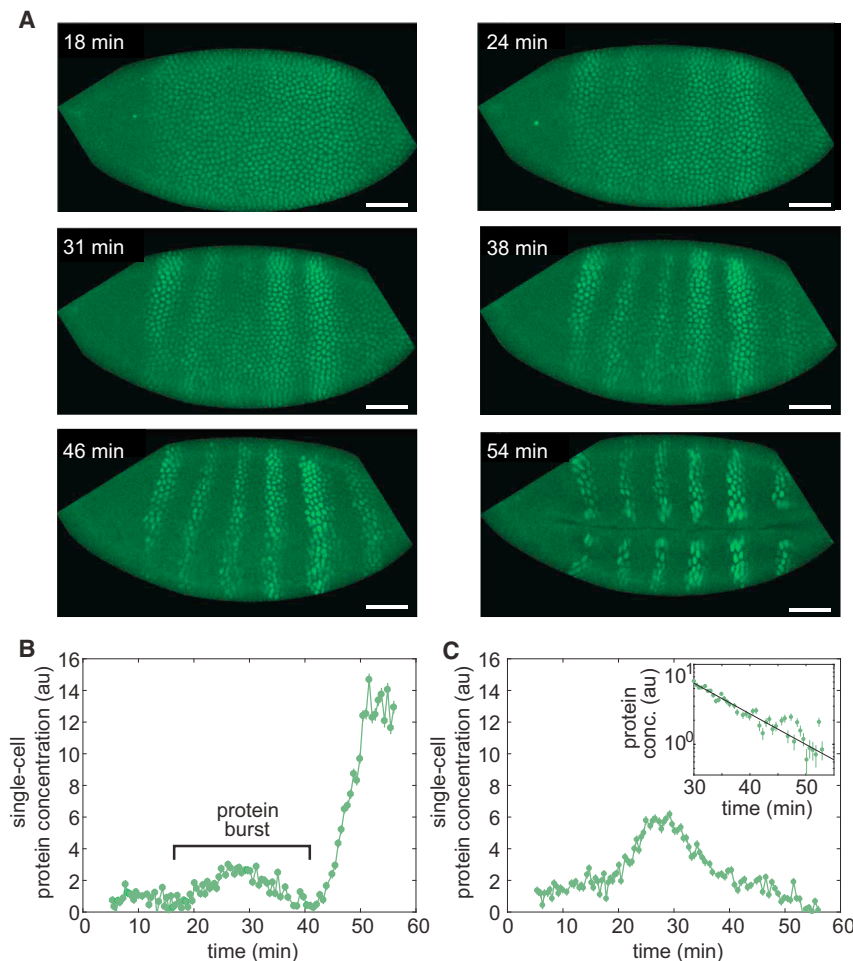 A
18 min
24 min
31 min
38 min
46 min
54 min
B
single-cell
protein concentration (au)
16
14
12
10
8
6
4
2
0
protein
burst
0 10 20 30 40 50 60
time (min)
C
single-cell
protein concentration (au)
16
14
12
10
8
6
4
2
0
protein
conc. (au)
10¹
10⁰
30 40 50
time (min)
0 10 20 30 40 50 60
time (min)